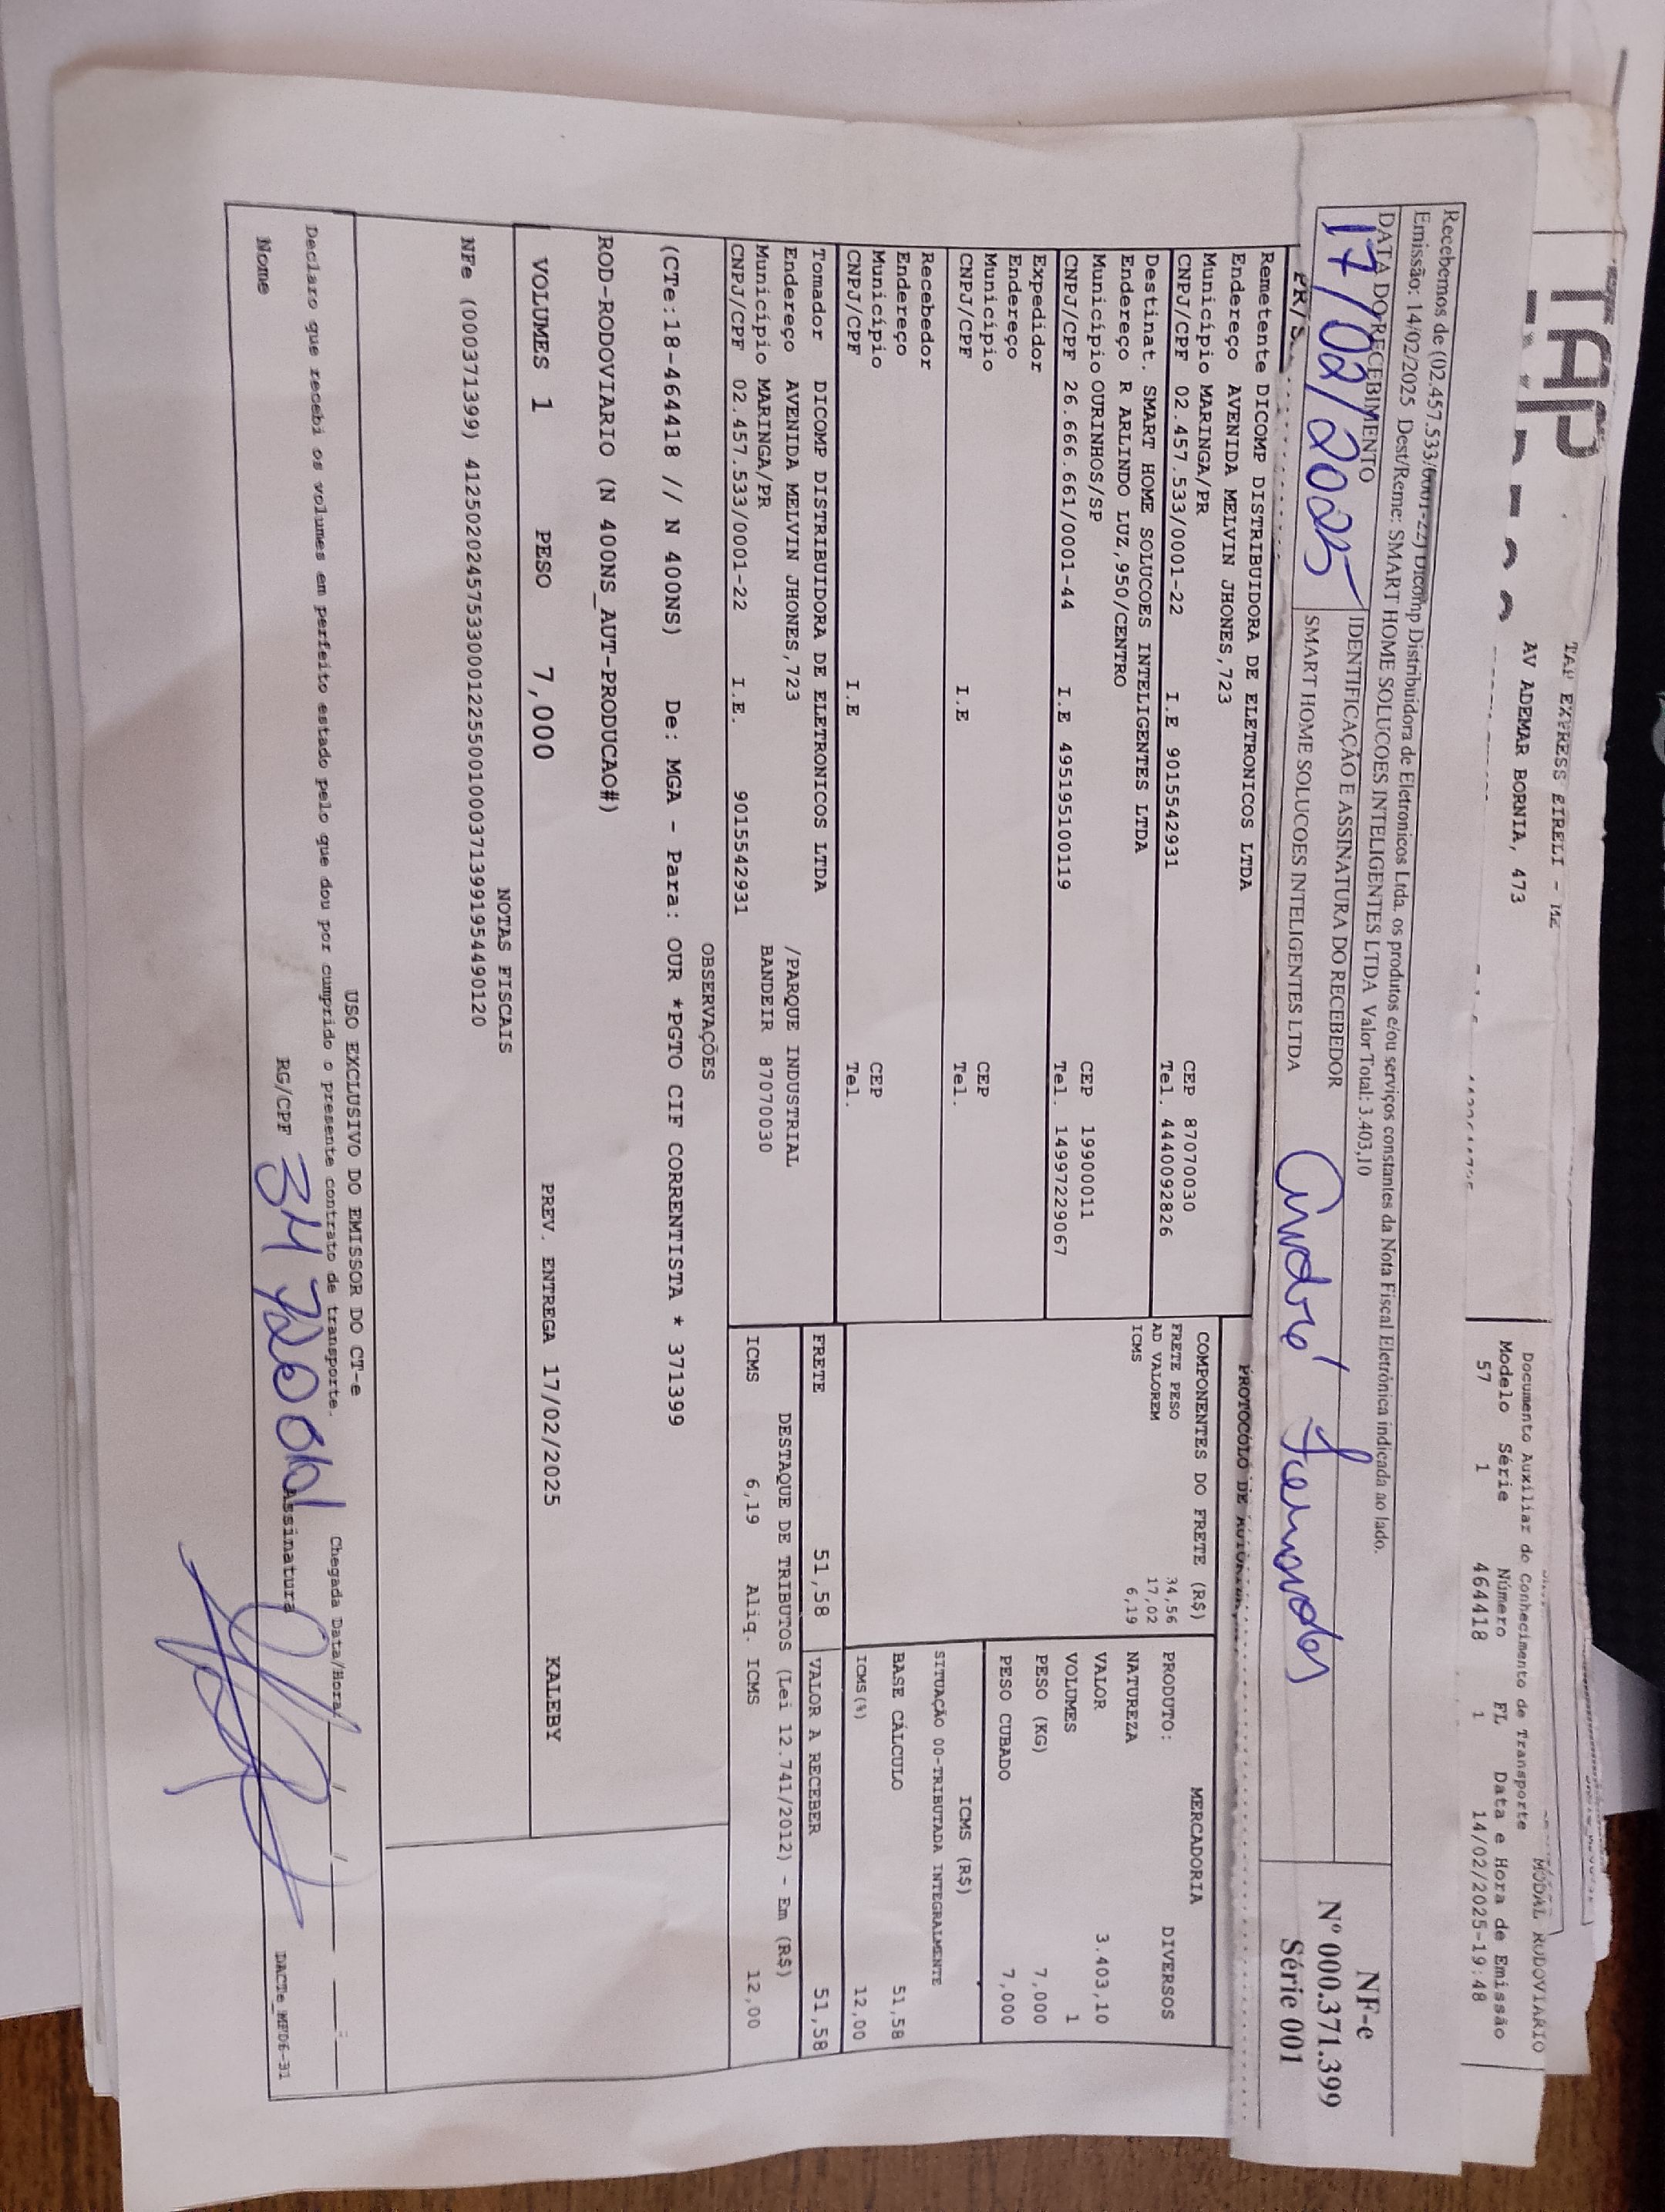 TAP
TAP EXPRESS EIRELI - ME
AV ADEMAR BORNIA, 473
Documento Auxiliar do Conhecimento de Transporte
MODAL RODOVIARIO
Modelo Série Número FL Data e Hora de Emissão
57 1 464418 1 14/02/2025-19:48
Recebemos de (02.457.533/0001-22) Dicomp Distribuidora de Eletronicos Ltda. os produtos e/ou serviços constantes da Nota Fiscal Eletrônica indicada ao lado.
Emissão: 14/02/2025 Dest/Reme: SMART HOME SOLUCOES INTELIGENTES LTDA Valor Total: 3.403,10
DATA DO RECEBIMENTO
17/02/2025
IDENTIFICAÇÃO E ASSINATURA DO RECEBEDOR
SMART HOME SOLUCOES INTELIGENTES LTDA
André Fernandes
NF-e
Nº 000.371.399
Série 001
PROTOCOLO DE
Remetente DICOMP DISTRIBUIDORA DE ELETRONICOS LTDA
Endereço AVENIDA MELVIN JHONES,723
Município MARINGA/PR CEP 87070030
CNPJ/CPF 02.457.533/0001-22 I.E 9015542931 Tel. 4440092826
Destinat. SMART HOME SOLUCOES INTELIGENTES LTDA
Endereço R ARLINDO LUZ,950/CENTRO
Município OURINHOS/SP CEP 19900011
CNPJ/CPF 26.666.661/0001-44 I.E 495195100119 Tel. 14997229067
Expedidor
Endereço
Município CEP
CNPJ/CPF I.E Tel.
Recebedor
Endereço
Município CEP
CNPJ/CPF I.E Tel.
Tomador DICOMP DISTRIBUIDORA DE ELETRONICOS LTDA
Endereço AVENIDA MELVIN JHONES,723 /PARQUE INDUSTRIAL
Município MARINGA/PR BANDEIR 87070030
CNPJ/CPF 02.457.533/0001-22 I.E. 9015542931
COMPONENTES DO FRETE (R$)
FRETE PESO 34,56
AD VALOREM 17,02
ICMS 6,19
MERCADORIA
PRODUTO: DIVERSOS
NATUREZA
VALOR 3.403,10
VOLUMES 1
PESO (KG) 7,000
PESO CUBADO 7,000
ICMS (R$)
SITUAÇÃO 00-TRIBUTADA INTEGRALMENTE
BASE CÁLCULO 51,58
ICMS(%) 12,00
FRETE 51,58 VALOR A RECEBER 51,58
DESTAQUE DE TRIBUTOS (Lei 12.741/2012) - Em (R$)
ICMS 6,19 Aliq. ICMS 12,00
OBSERVAÇÕES
(CTe:18-464418 // N 400NS) De: MGA - Para: OUR *PGTO CIF CORRENTISTA * 371399
ROD-RODOVIARIO (N 400NS_AUT-PRODUCAO#)
VOLUMES 1 PESO 7,000 PREV. ENTREGA 17/02/2025 KALEBY
NOTAS FISCAIS
NFe (000371399) 41250202457533000122550010003713991954490120
USO EXCLUSIVO DO EMISSOR DO CT-e
Declaro que recebi os volumes em perfeito estado pelo que dou por cumprido o presente contrato de transporte.
Chegada Data/Hora: / /
Nome RG/CPF Assinatura
DACTe_MFD6-31